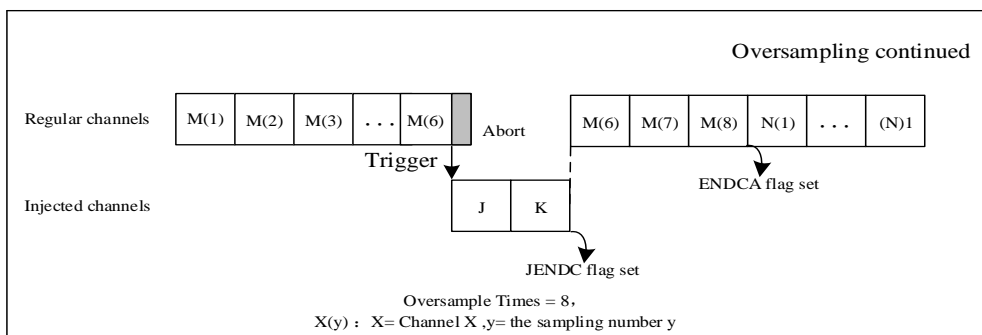 Oversampling continued
Regular channels M(1) M(2) M(3) . . . M(6) Abort M(6) M(7) M(8) N(1) . . . (N)1
Trigger
ENDCA flag set
Injected channels J K
JENDC flag set
Oversample Times = 8，
X(y) ：X= Channel X ,y= the sampling number y